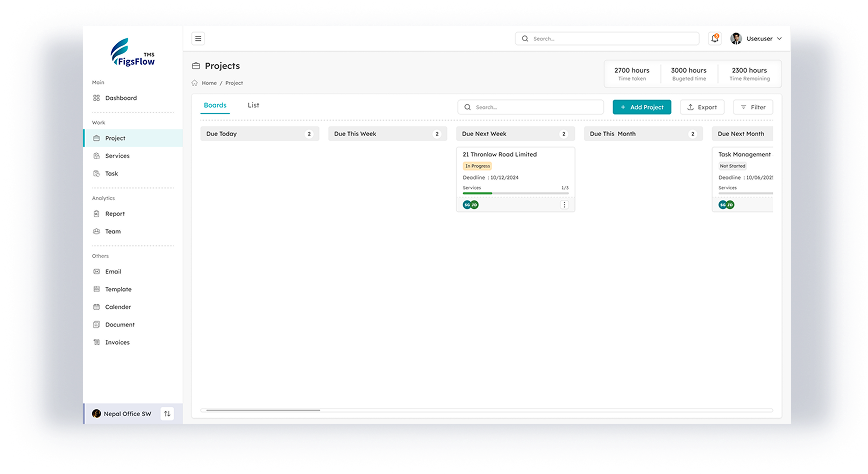 TMS
FigsFlow
Main
Dashboard
Work
Project
Services
Task
Analytics
Report
Team
Others
Email
Template
Calender
Document
Invoices
Nepal Office SW
Search...
Useruser
Projects
Home / Project
2700 hours
Time taken
3000 hours
Bugeted time
2300 hours
Time Remaining
Boards
List
Search...
+ Add Project
Export
Filter
Due Today 2
Due This Week 2
Due Next Week 2
Due This Month 2
Due Next Month
21 Thronlaw Road Limited
In Progress
Deadline : 10/12/2024
Services 1/3
SG JD
Task Management
Not Started
Deadline : 10/06/202
Services
SG JD